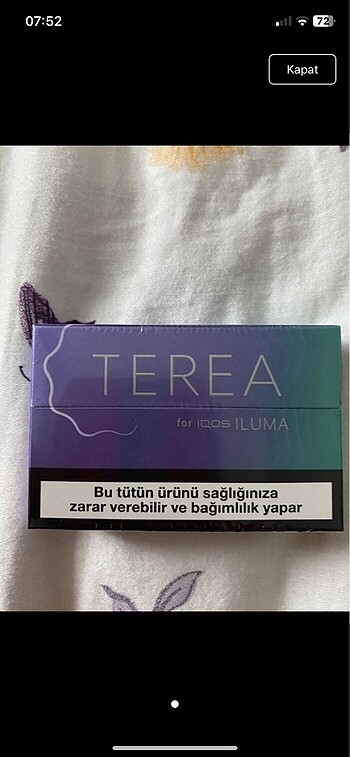 07:52
72
Kapat
TEREA
for IQOS ILUMA
Bu tütün ürünü sağlığınıza
zarar verebilir ve bağımlılık yapar